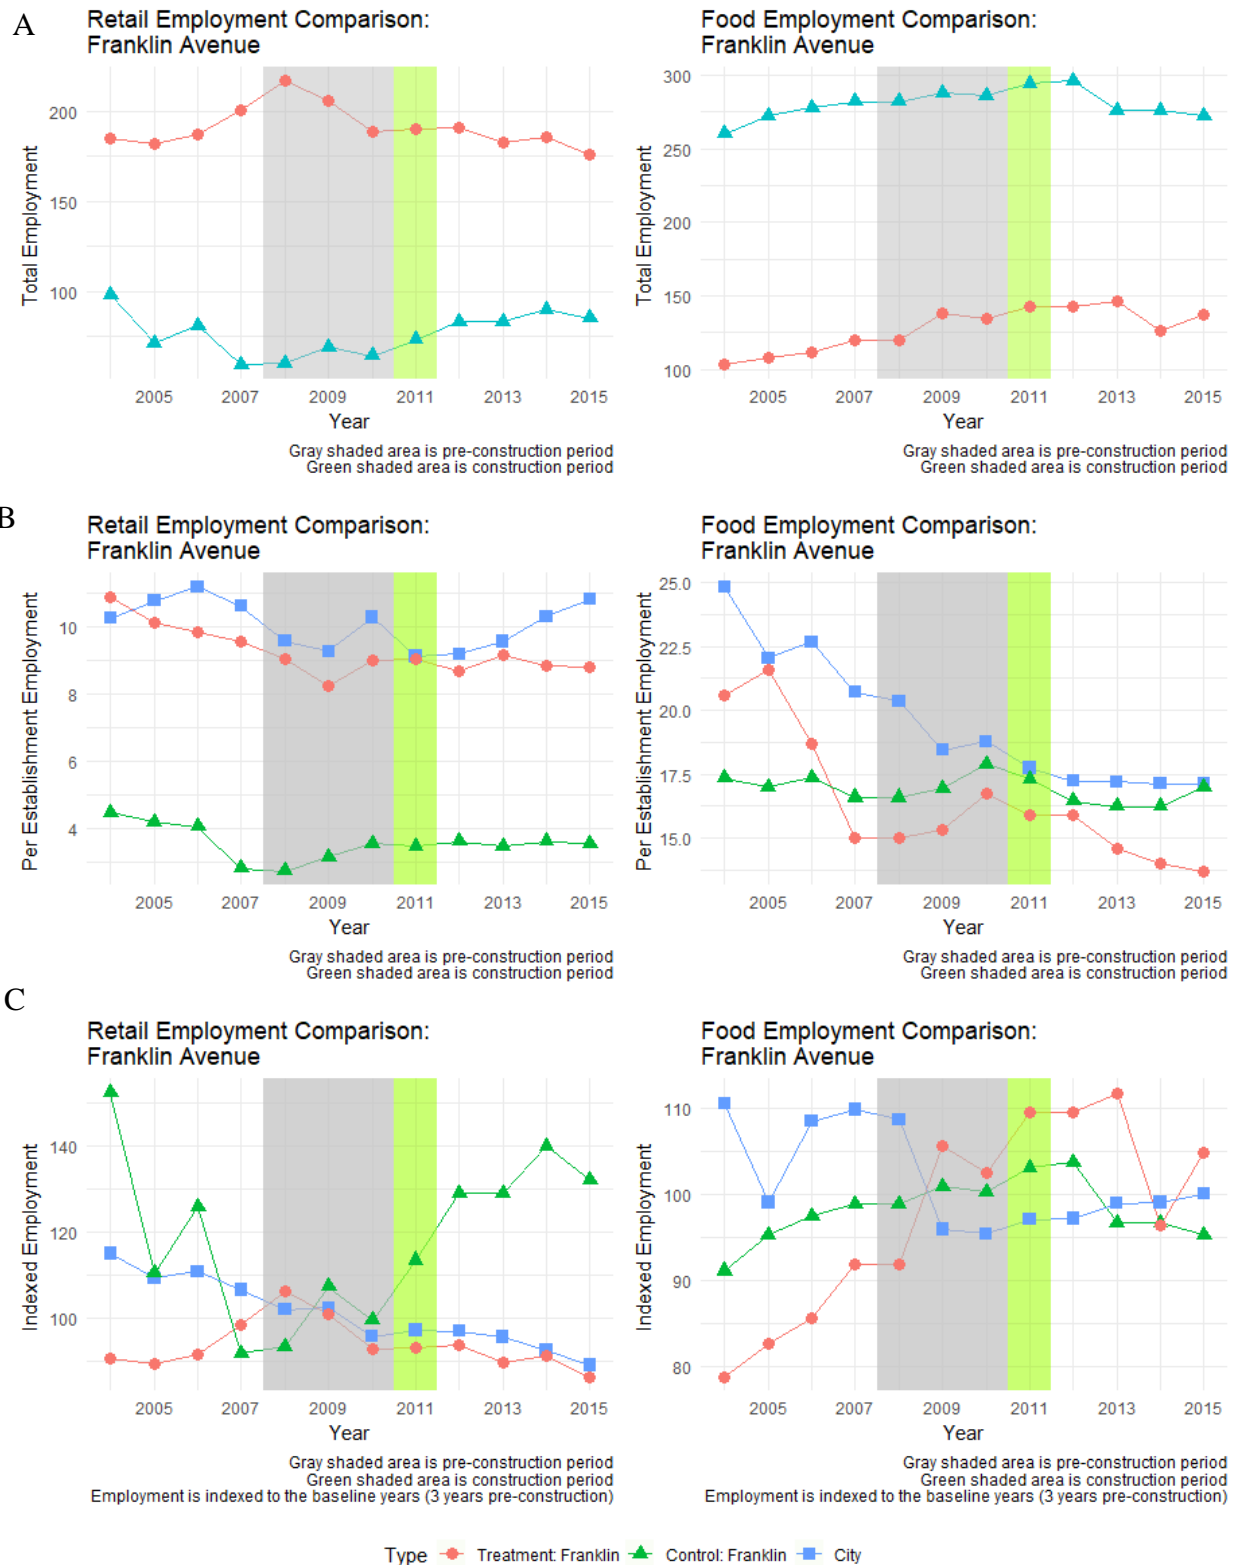 A
Retail Employment Comparison:
Franklin Avenue
Total Employment
200
150
100
2005 2007 2009 2011 2013 2015
Year
Gray shaded area is pre-construction period
Green shaded area is construction period
Food Employment Comparison:
Franklin Avenue
Total Employment
300
250
200
150
100
2005 2007 2009 2011 2013 2015
Year
Gray shaded area is pre-construction period
Green shaded area is construction period
B
Retail Employment Comparison:
Franklin Avenue
Per Establishment Employment
10
8
6
4
2005 2007 2009 2011 2013 2015
Year
Gray shaded area is pre-construction period
Green shaded area is construction period
Food Employment Comparison:
Franklin Avenue
Per Establishment Employment
25.0
22.5
20.0
17.5
15.0
2005 2007 2009 2011 2013 2015
Year
Gray shaded area is pre-construction period
Green shaded area is construction period
C
Retail Employment Comparison:
Franklin Avenue
Indexed Employment
140
120
100
2005 2007 2009 2011 2013 2015
Year
Gray shaded area is pre-construction period
Green shaded area is construction period
Employment is indexed to the baseline years (3 years pre-construction)
Food Employment Comparison:
Franklin Avenue
Indexed Employment
110
100
90
80
2005 2007 2009 2011 2013 2015
Year
Gray shaded area is pre-construction period
Green shaded area is construction period
Employment is indexed to the baseline years (3 years pre-construction)
Type Treatment: Franklin Control: Franklin City